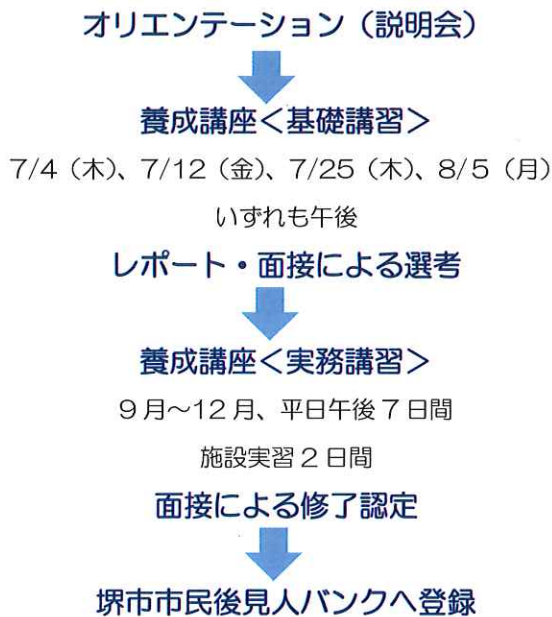 オリエンテーション（説明会）
養成講座＜基礎講習＞
7/4（木）、7/12（金）、7/25（木）、8/5（月）
いずれも午後
レポート・面接による選考
養成講座＜実務講習＞
9月～12月、平日午後7日間
施設実習2日間
面接による修了認定
堺市市民後見人バンクへ登録